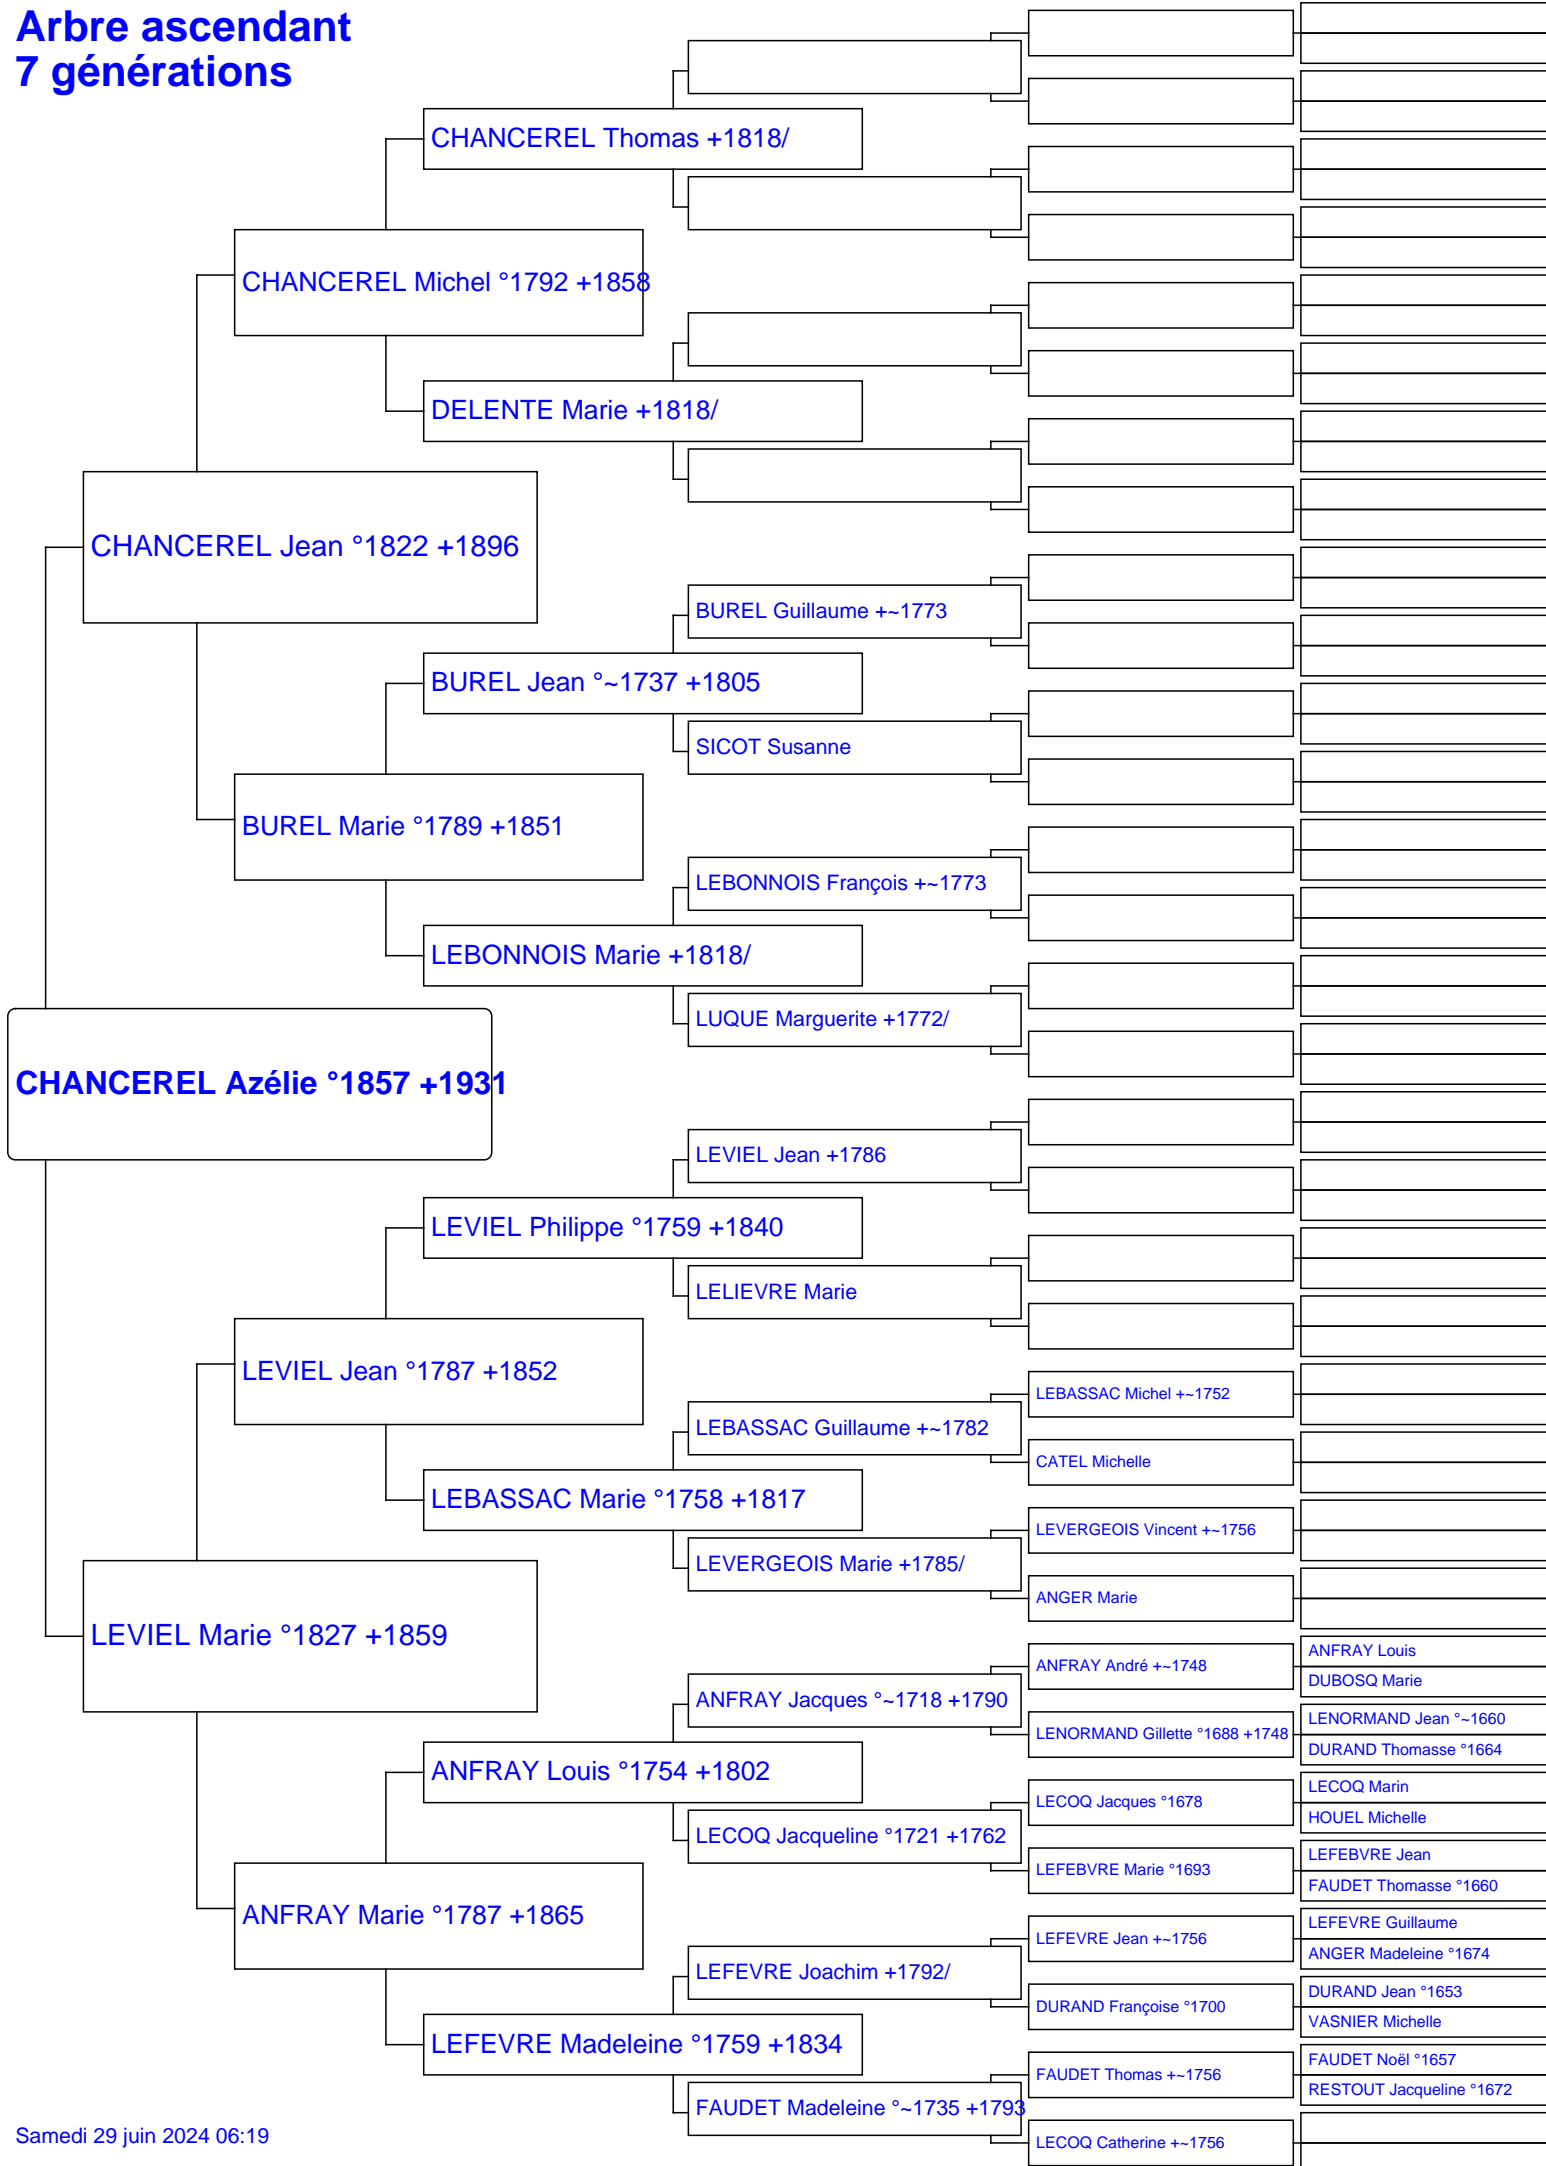 Arbre ascendant
7 générations
CHANCEREL Thomas +1818/
CHANCEREL Michel °1792 +1858
DELENTE Marie +1818/
CHANCEREL Jean °1822 +1896
BUREL Guillaume +~1773
BUREL Jean °~1737 +1805
SICOT Susanne
BUREL Marie °1789 +1851
LEBONNOIS François +~1773
LEBONNOIS Marie +1818/
LUQUE Marguerite +1772/
CHANCEREL Azélie °1857 +1931
LEVIEL Jean +1786
LEVIEL Philippe °1759 +1840
LELIEVRE Marie
LEVIEL Jean °1787 +1852
LEBASSAC Michel +~1752
LEBASSAC Guillaume +~1782
CATEL Michelle
LEBASSAC Marie °1758 +1817
LEVERGEOIS Vincent +~1756
LEVERGEOIS Marie +1785/
ANGER Marie
LEVIEL Marie °1827 +1859
ANFRAY Louis
ANFRAY André +~1748
DUBOSQ Marie
ANFRAY Jacques °~1718 +1790
LENORMAND Jean °~1660
LENORMAND Gillette °1688 +1748
DURAND Thomasse °1664
ANFRAY Louis °1754 +1802
LECOQ Marin
LECOQ Jacques °1678
HOUEL Michelle
LECOQ Jacqueline °1721 +1762
LEFEBVRE Jean
LEFEBVRE Marie °1693
FAUDET Thomasse °1660
ANFRAY Marie °1787 +1865
LEFEVRE Guillaume
LEFEVRE Jean +~1756
ANGER Madeleine °1674
LEFEVRE Joachim +1792/
DURAND Jean °1653
DURAND Françoise °1700
VASNIER Michelle
LEFEVRE Madeleine °1759 +1834
FAUDET Noël °1657
FAUDET Thomas +~1756
RESTOUT Jacqueline °1672
FAUDET Madeleine °~1735 +1793
LECOQ Catherine +~1756
Samedi 29 juin 2024 06:19